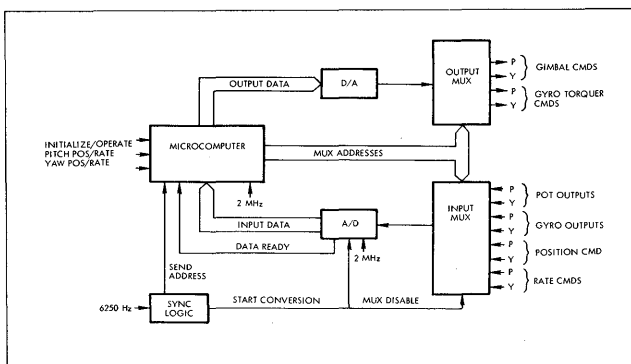 OUTPUT DATA
D/A
OUTPUT MUX
P
Y
GIMBAL CMDS
P
Y
GYRO TORQUER CMDS
INITIALIZE/OPERATE
PITCH POS/RATE
YAW POS/RATE
MICROCOMPUTER
MUX ADDRESSES
2 MHz
INPUT DATA
A/D
INPUT MUX
P
Y
POT OUTPUTS
P
Y
GYRO OUTPUTS
P
Y
POSITION CMD
P
Y
RATE CMDS
DATA READY
2 MHz
SEND ADDRESS
6250 Hz
SYNC LOGIC
START CONVERSION
MUX DISABLE